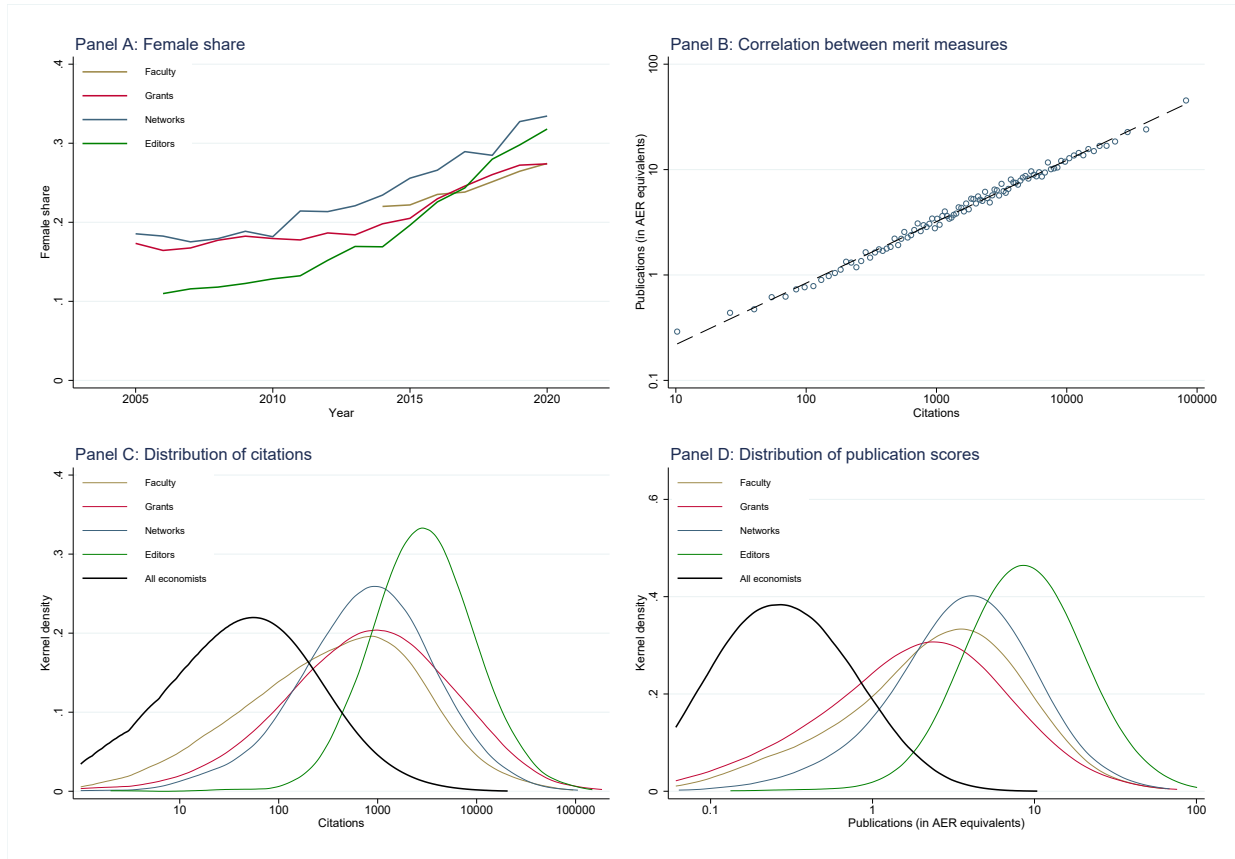 Panel A: Female share
Faculty
Grants
Networks
Editors
Female share
.4
.3
.2
.1
0
2005 2010 2015 2020
Year
Panel B: Correlation between merit measures
Publications (in AER equivalents)
100
10
1
0.1
10 100 1000 10000 100000
Citations
Panel C: Distribution of citations
Faculty
Grants
Networks
Editors
All economists
Kernel density
.4
.3
.2
.1
0
10 100 1000 10000 100000
Citations
Panel D: Distribution of publication scores
Faculty
Grants
Networks
Editors
All economists
Kernel density
.6
.4
.2
0
0.1 1 10 100
Publications (in AER equivalents)